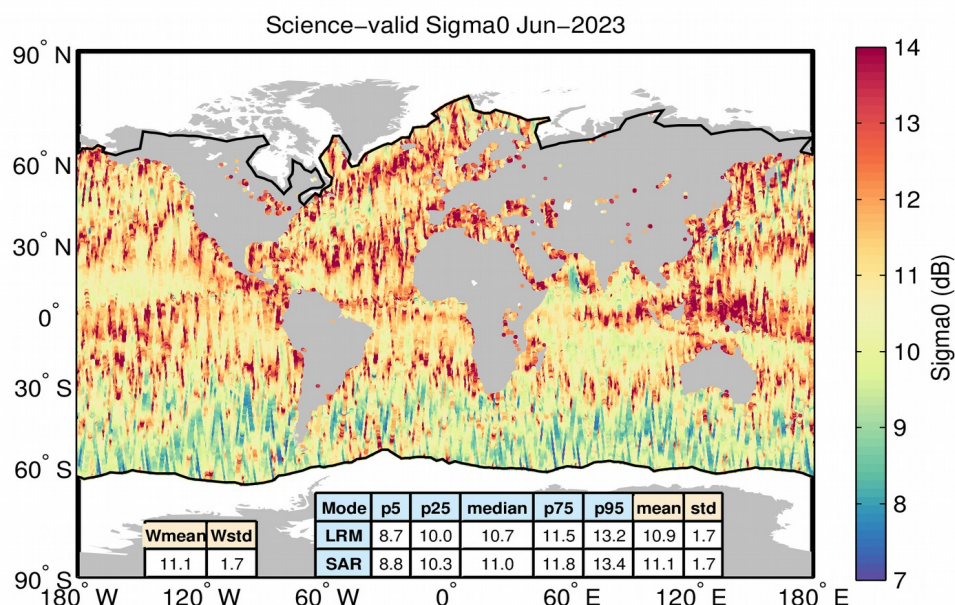 Science−valid Sigma0 Jun−2023
90° N
60° N
30° N
0°
30° S
60° S
90° S
180° W
120° W
60° W
0°
60° E
120° E
180° E
14
13
12
11
10
9
8
7
Sigma0 (dB)
Wmean Wstd
11.1 1.7
Mode p5 p25 median p75 p95 mean std
LRM 8.7 10.0 10.7 11.5 13.2 10.9 1.7
SAR 8.8 10.3 11.0 11.8 13.4 11.1 1.7